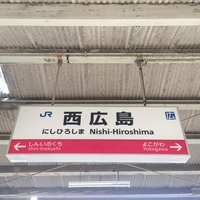 JR 西広島 広
にしひろしま Nishi-Hiroshima
しんいのくち よこがわ
Shin-Inokuchi Yokogawa